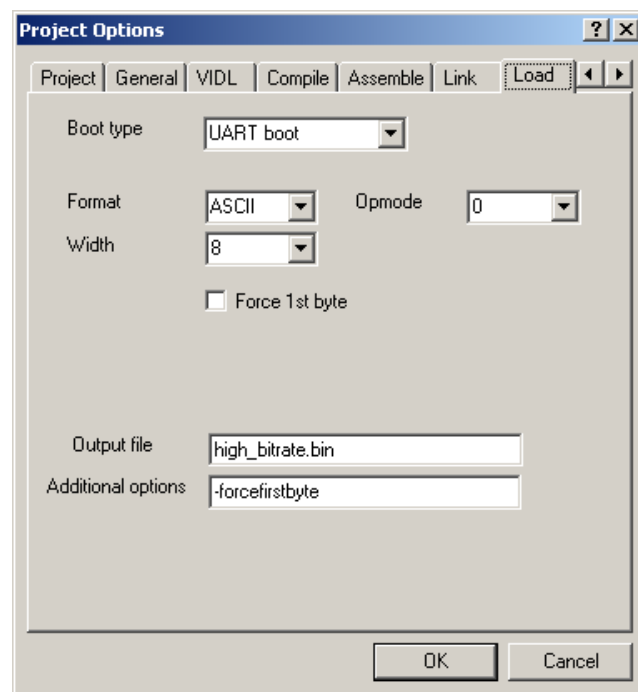 Project Options
Project General VIDL Compile Assemble Link Load
Boot type UART boot
Format ASCII Opmode 0
Width 8
Force 1st byte
Output file high_bitrate.bin
Additional options -forcefirstbyte
OK Cancel